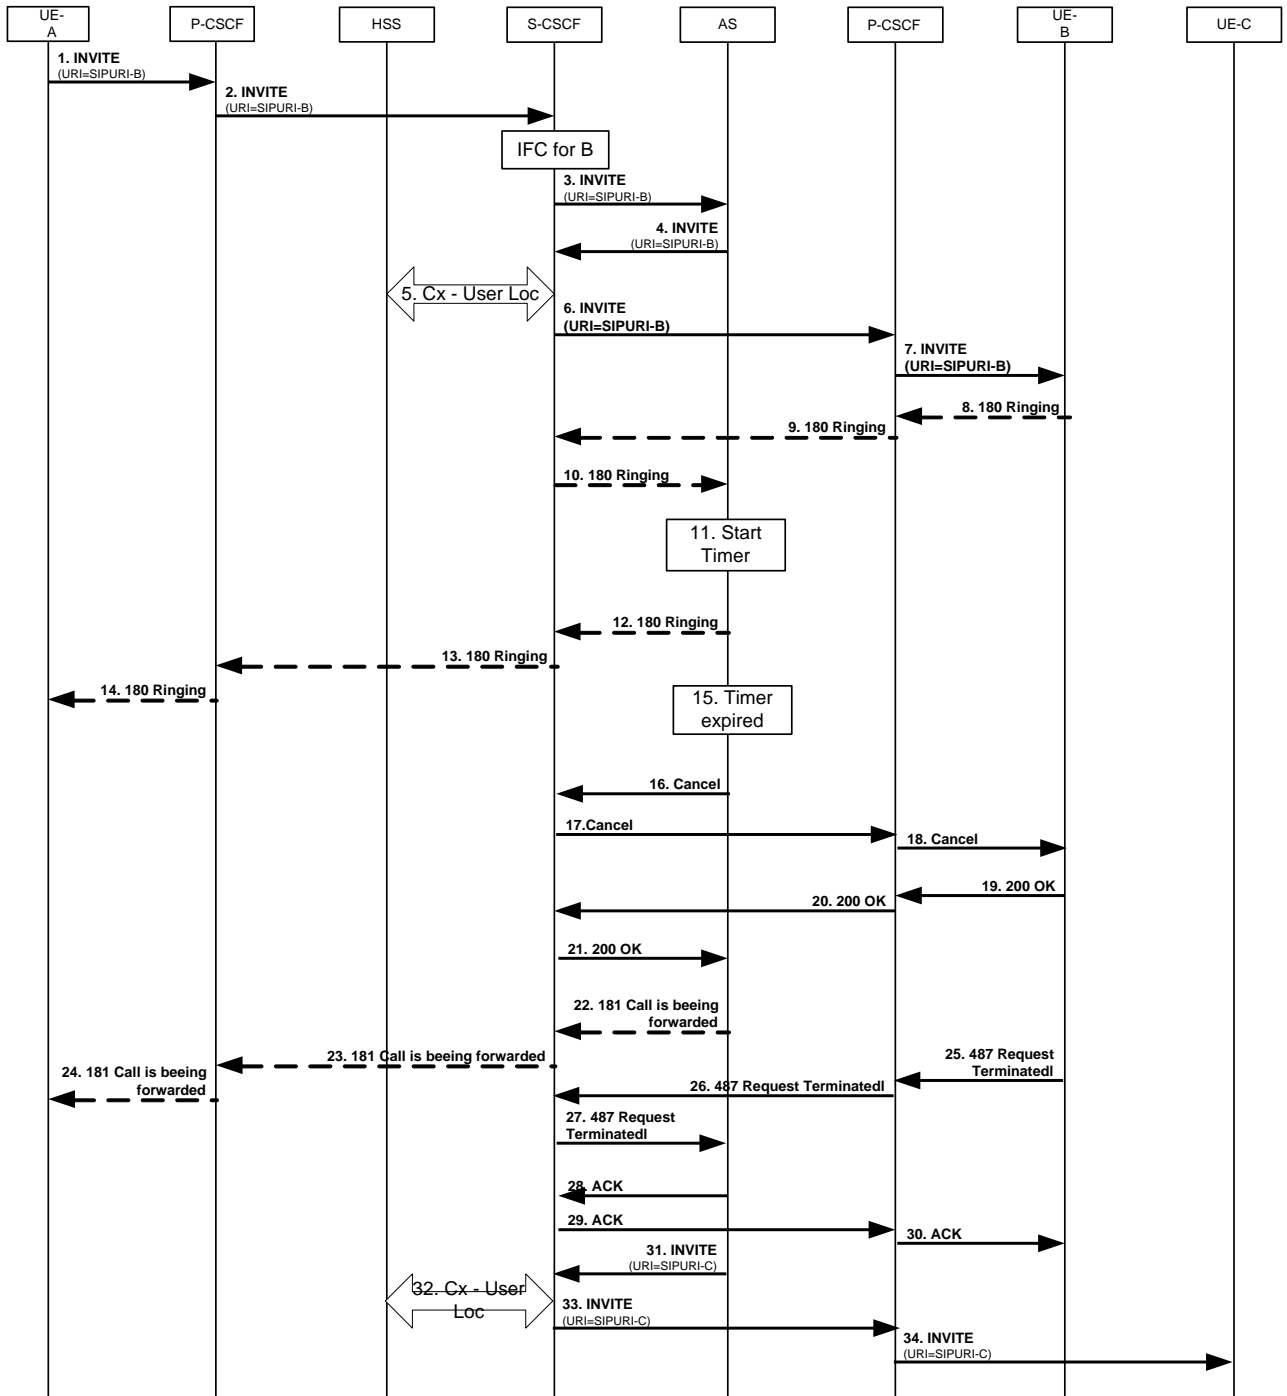 UE-
A
P-CSCF
HSS
S-CSCF
AS
P-CSCF
UE-
B
UE-C
1. INVITE
(URI=SIPURI-B)
2. INVITE
(URI=SIPURI-B)
IFC for B
3. INVITE
(URI=SIPURI-B)
4. INVITE
(URI=SIPURI-B)
5. Cx - User Loc
6. INVITE
(URI=SIPURI-B)
7. INVITE
(URI=SIPURI-B)
8. 180 Ringing
9. 180 Ringing
10. 180 Ringing
11. Start
Timer
12. 180 Ringing
13. 180 Ringing
14. 180 Ringing
15. Timer
expired
16. Cancel
17.Cancel
18. Cancel
19. 200 OK
20. 200 OK
21. 200 OK
22. 181 Call is beeing
forwarded
23. 181 Call is beeing forwarded
24. 181 Call is beeing
forwarded
25. 487 Request
Terminatedl
26. 487 Request Terminatedl
27. 487 Request
Terminatedl
28. ACK
29. ACK
30. ACK
31. INVITE
(URI=SIPURI-C)
32. Cx - User
Loc
33. INVITE
(URI=SIPURI-C)
34. INVITE
(URI=SIPURI-C)